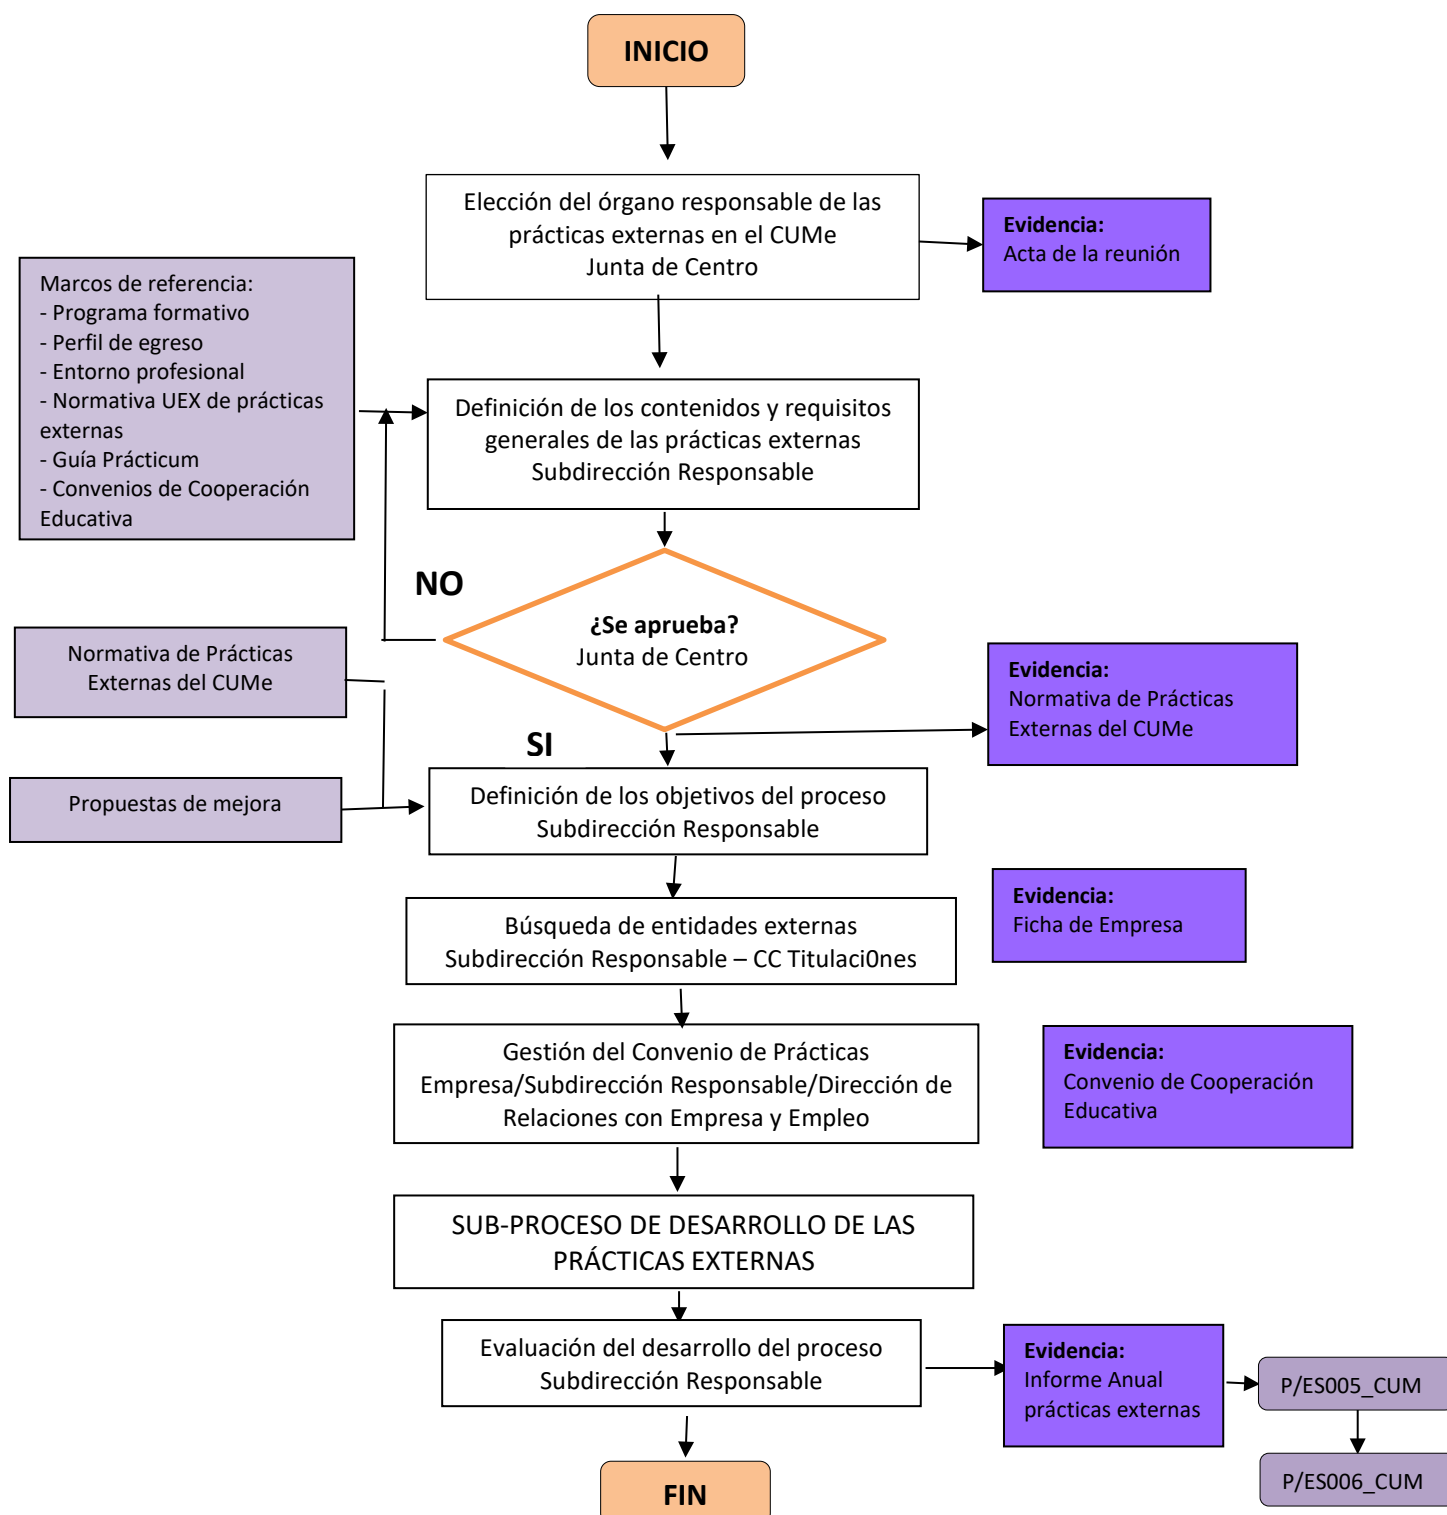 INICIO
Elección del órgano responsable de las
prácticas externas en el CUMe
Junta de Centro
Evidencia:
Acta de la reunión
Marcos de referencia:
- Programa formativo
- Perfil de egreso
- Entorno profesional
- Normativa UEX de prácticas
externas
- Guía Prácticum
- Convenios de Cooperación
Educativa
Definición de los contenidos y requisitos
generales de las prácticas externas
Subdirección Responsable
NO
¿Se aprueba?
Junta de Centro
Normativa de Prácticas
Externas del CUMe
Evidencia:
Normativa de Prácticas
Externas del CUMe
SI
Propuestas de mejora
Definición de los objetivos del proceso
Subdirección Responsable
Evidencia:
Ficha de Empresa
Búsqueda de entidades externas
Subdirección Responsable – CC Titulaci0nes
Gestión del Convenio de Prácticas
Empresa/Subdirección Responsable/Dirección de
Relaciones con Empresa y Empleo
Evidencia:
Convenio de Cooperación
Educativa
SUB-PROCESO DE DESARROLLO DE LAS
PRÁCTICAS EXTERNAS
Evaluación del desarrollo del proceso
Subdirección Responsable
Evidencia:
Informe Anual
prácticas externas
P/ES005_CUM
P/ES006_CUM
FIN